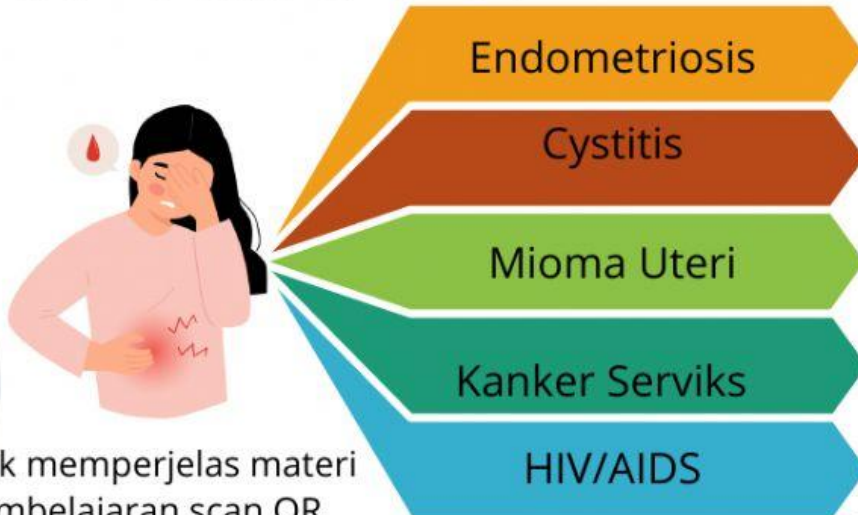 Endometriosis
Cystitis
Mioma Uteri
Kanker Serviks
HIV/AIDS
k memperjelas materi
mbelajaran scan QR